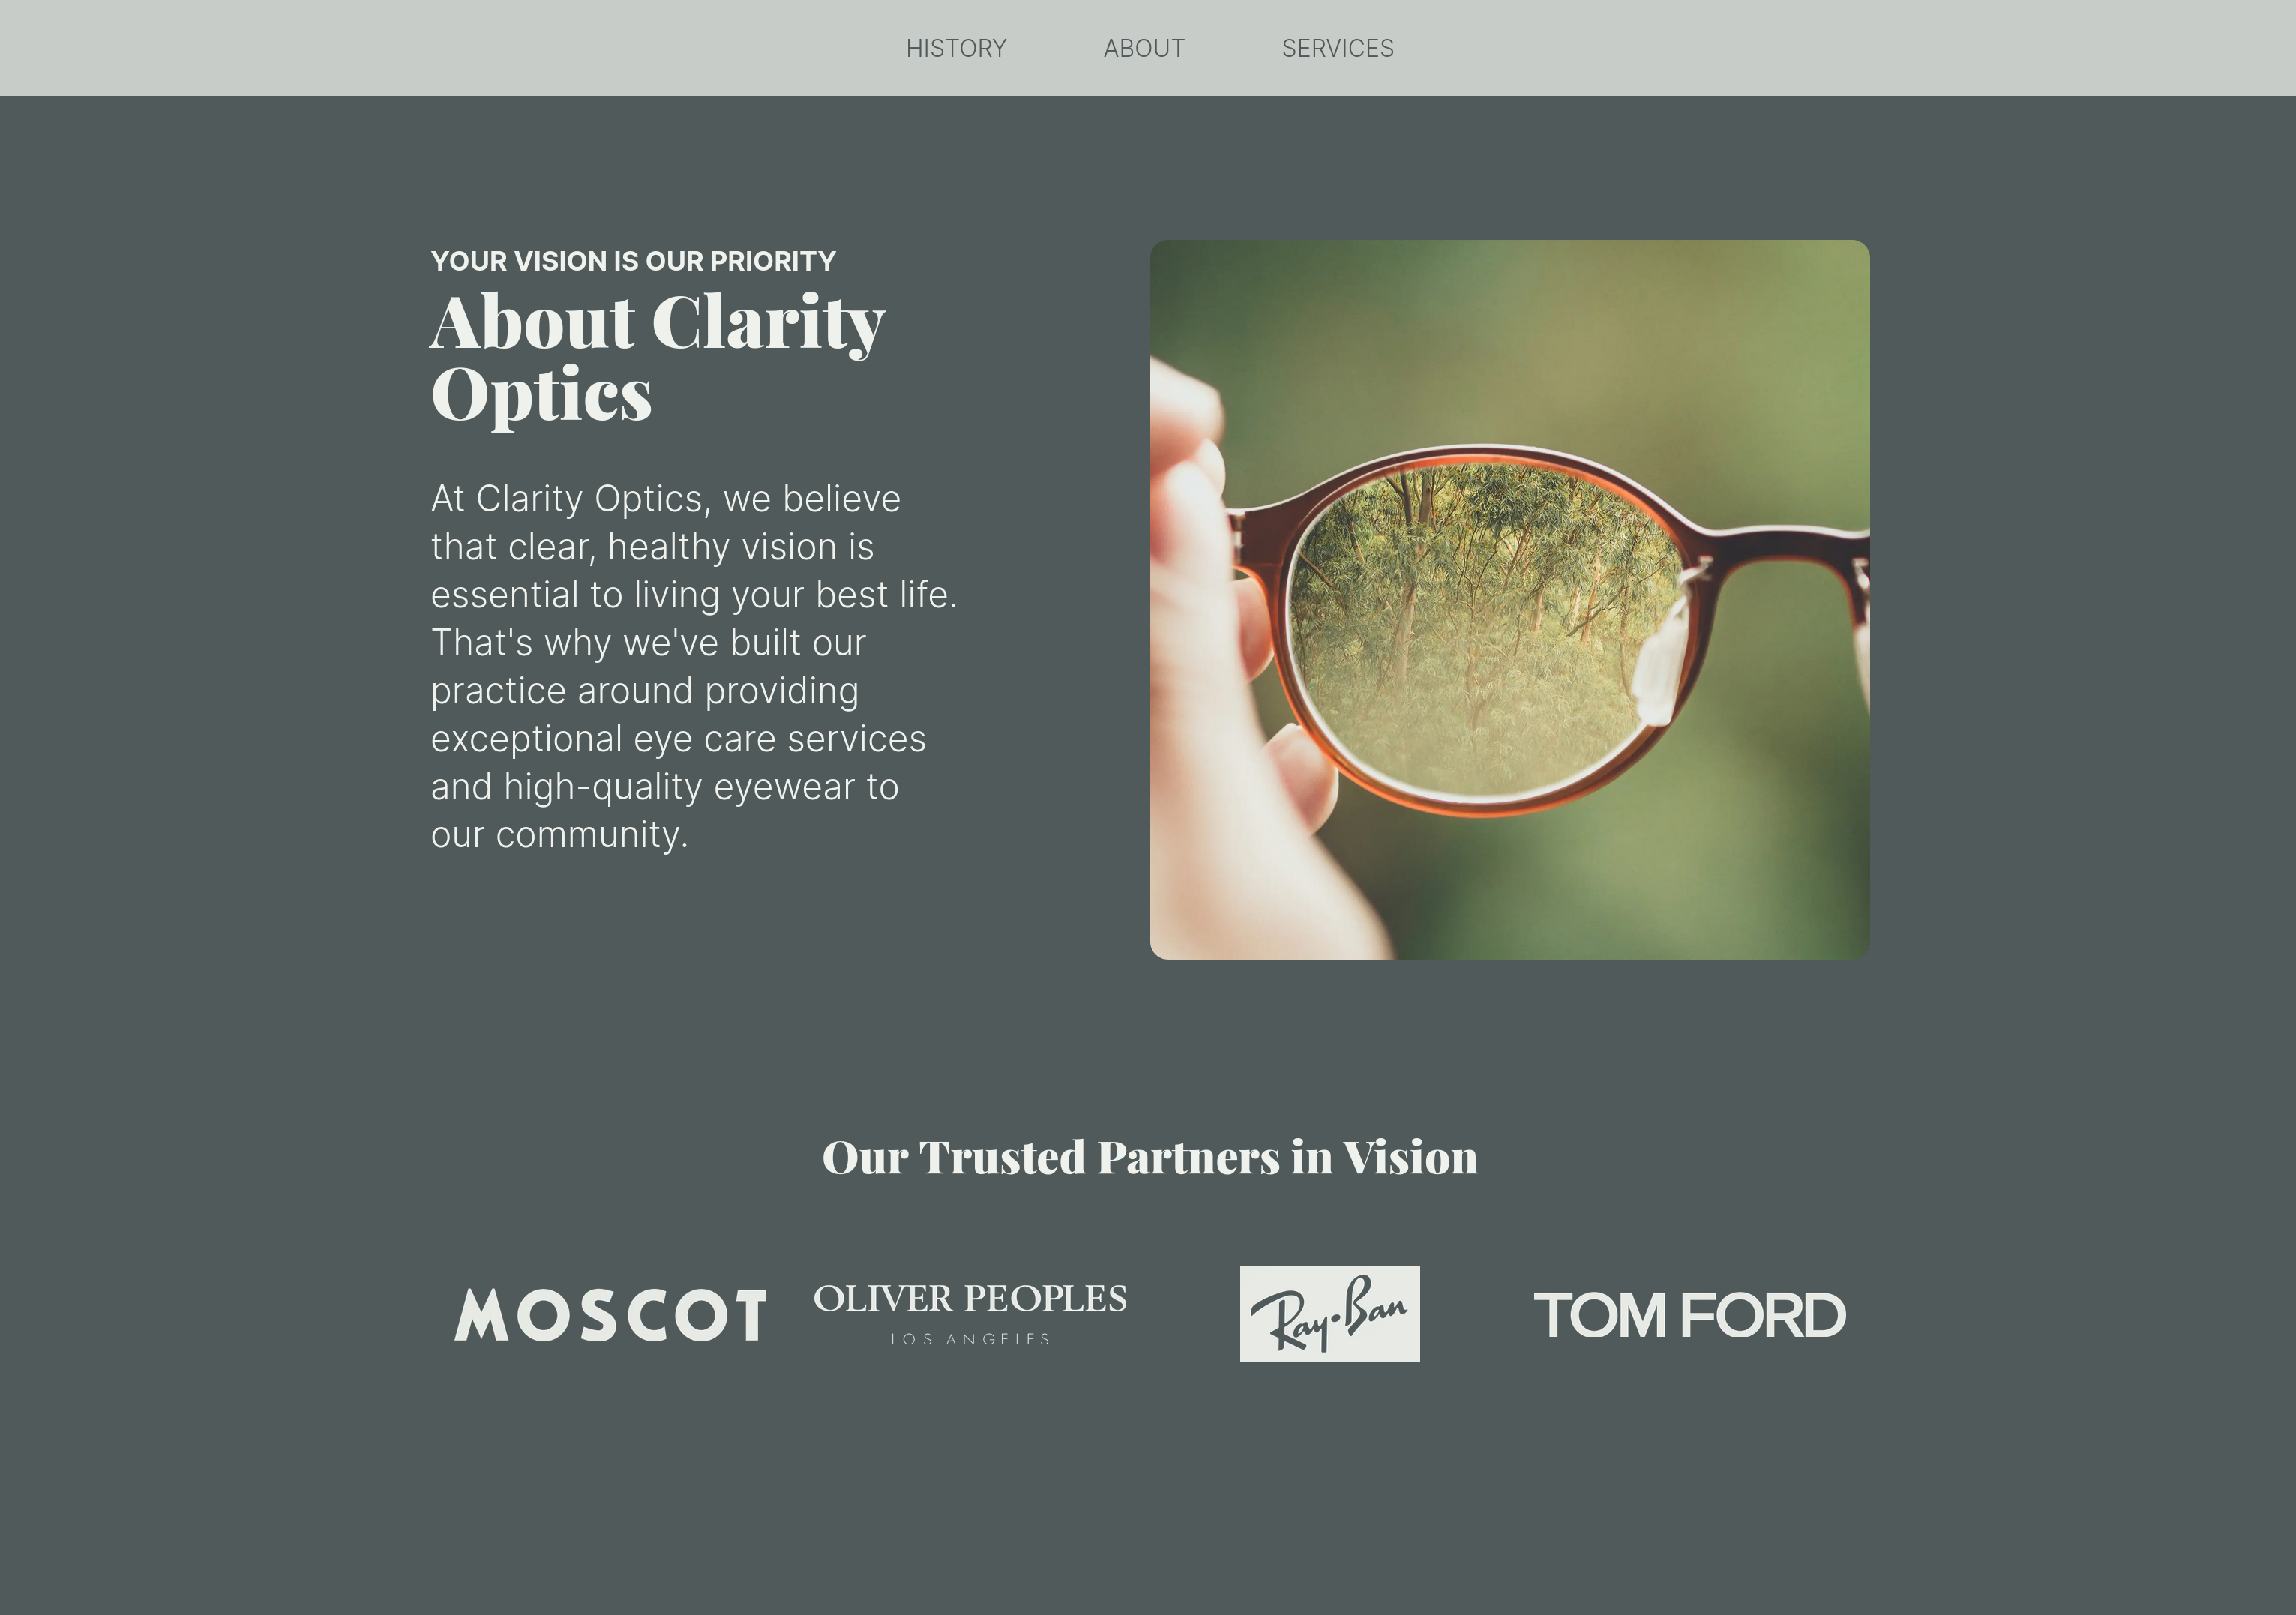 HISTORY ABOUT SERVICES
YOUR VISION IS OUR PRIORITY
About Clarity
Optics
At Clarity Optics, we believe
that clear, healthy vision is
essential to living your best life.
That's why we've built our
practice around providing
exceptional eye care services
and high-quality eyewear to
our community.
Our Trusted Partners in Vision
MOSCOT OLIVER PEOPLES Ray-Ban TOM FORD
LOS ANGELES